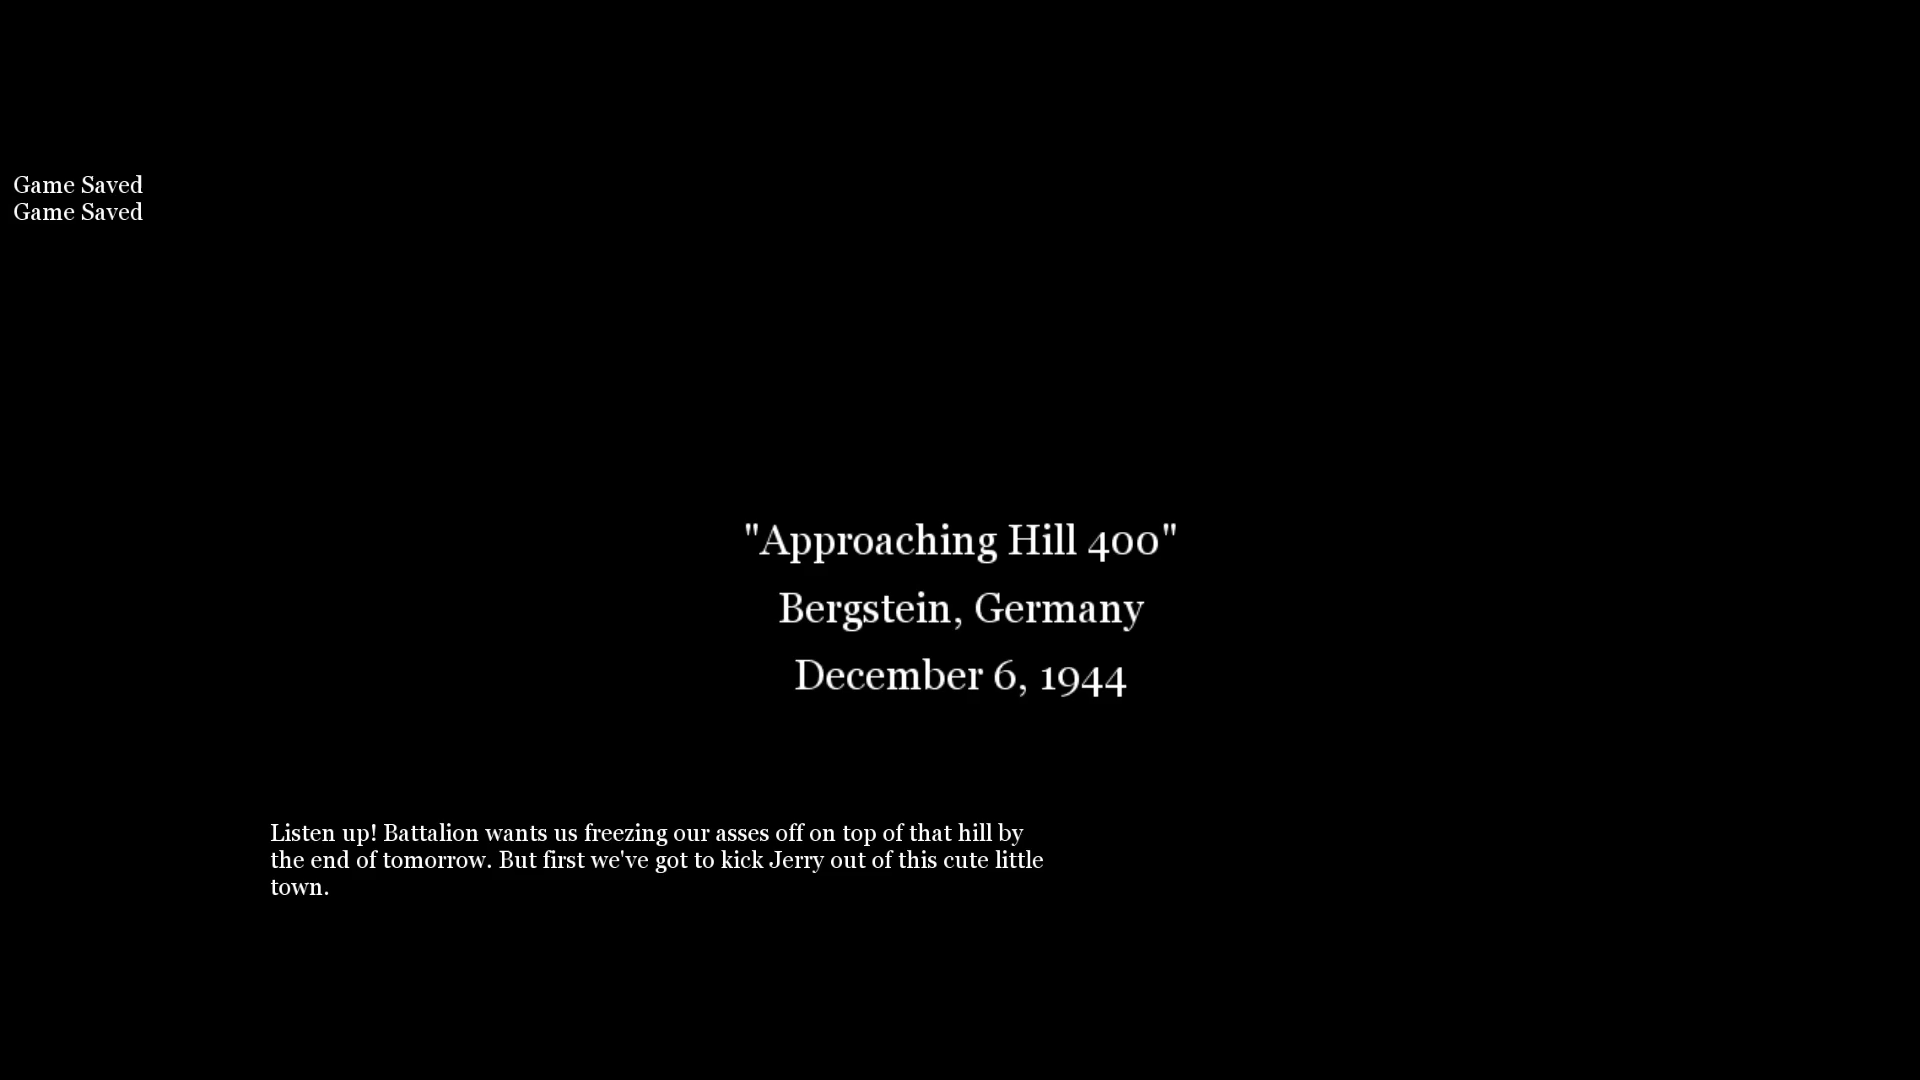 Game Saved
Game Saved
"Approaching Hill 400"
Bergstein, Germany
December 6, 1944
Listen up! Battalion wants us freezing our asses off on top of that hill by
the end of tomorrow. But first we've got to kick Jerry out of this cute little
town.